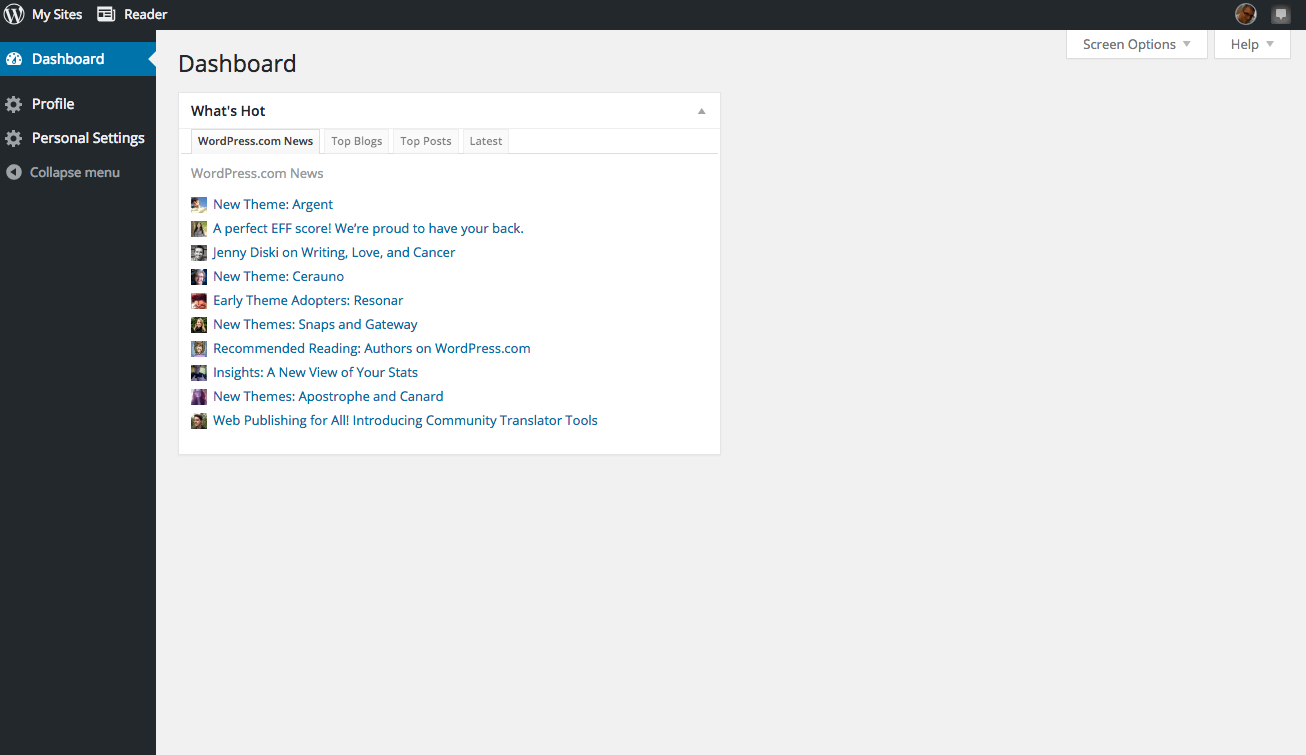 My Sites Reader
Screen Options Help
Dashboard
Profile
Personal Settings
Collapse menu
Dashboard
What's Hot
WordPress.com News Top Blogs Top Posts Latest
WordPress.com News
New Theme: Argent
A perfect EFF score! We’re proud to have your back.
Jenny Diski on Writing, Love, and Cancer
New Theme: Cerauno
Early Theme Adopters: Resonar
New Themes: Snaps and Gateway
Recommended Reading: Authors on WordPress.com
Insights: A New View of Your Stats
New Themes: Apostrophe and Canard
Web Publishing for All! Introducing Community Translator Tools